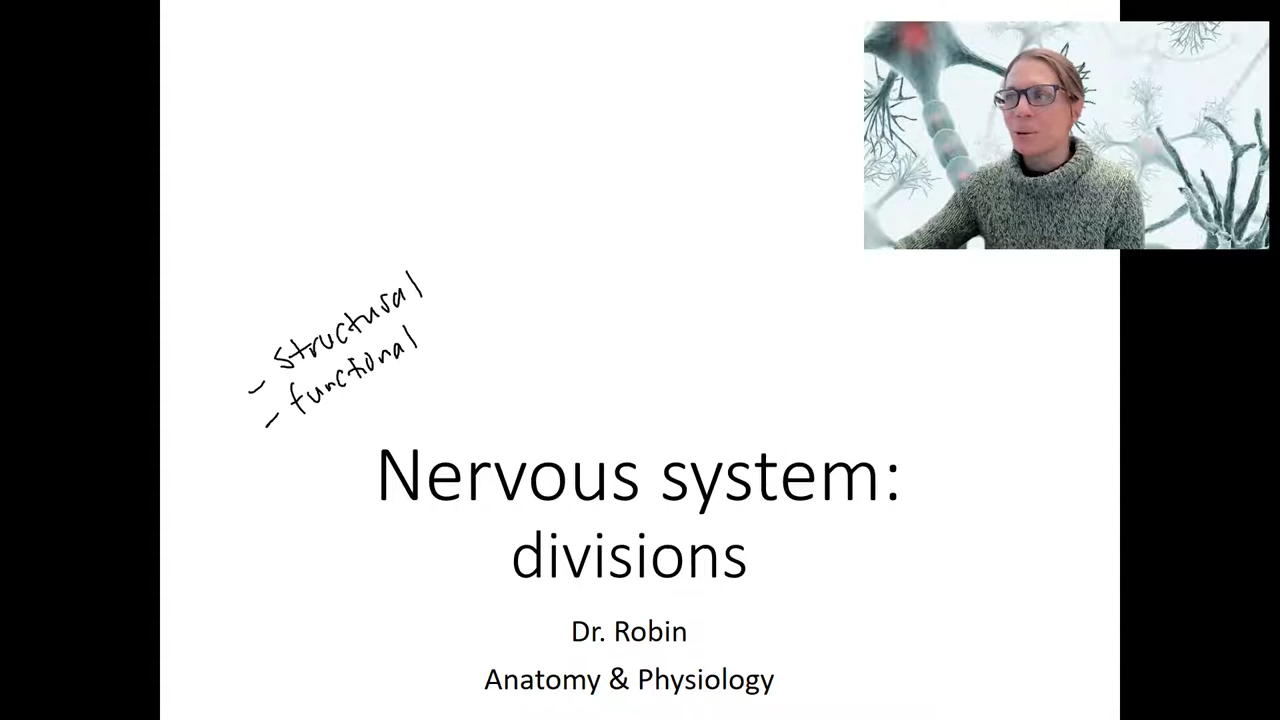 - structural
- functional
Nervous system:
divisions
Dr. Robin
Anatomy & Physiology